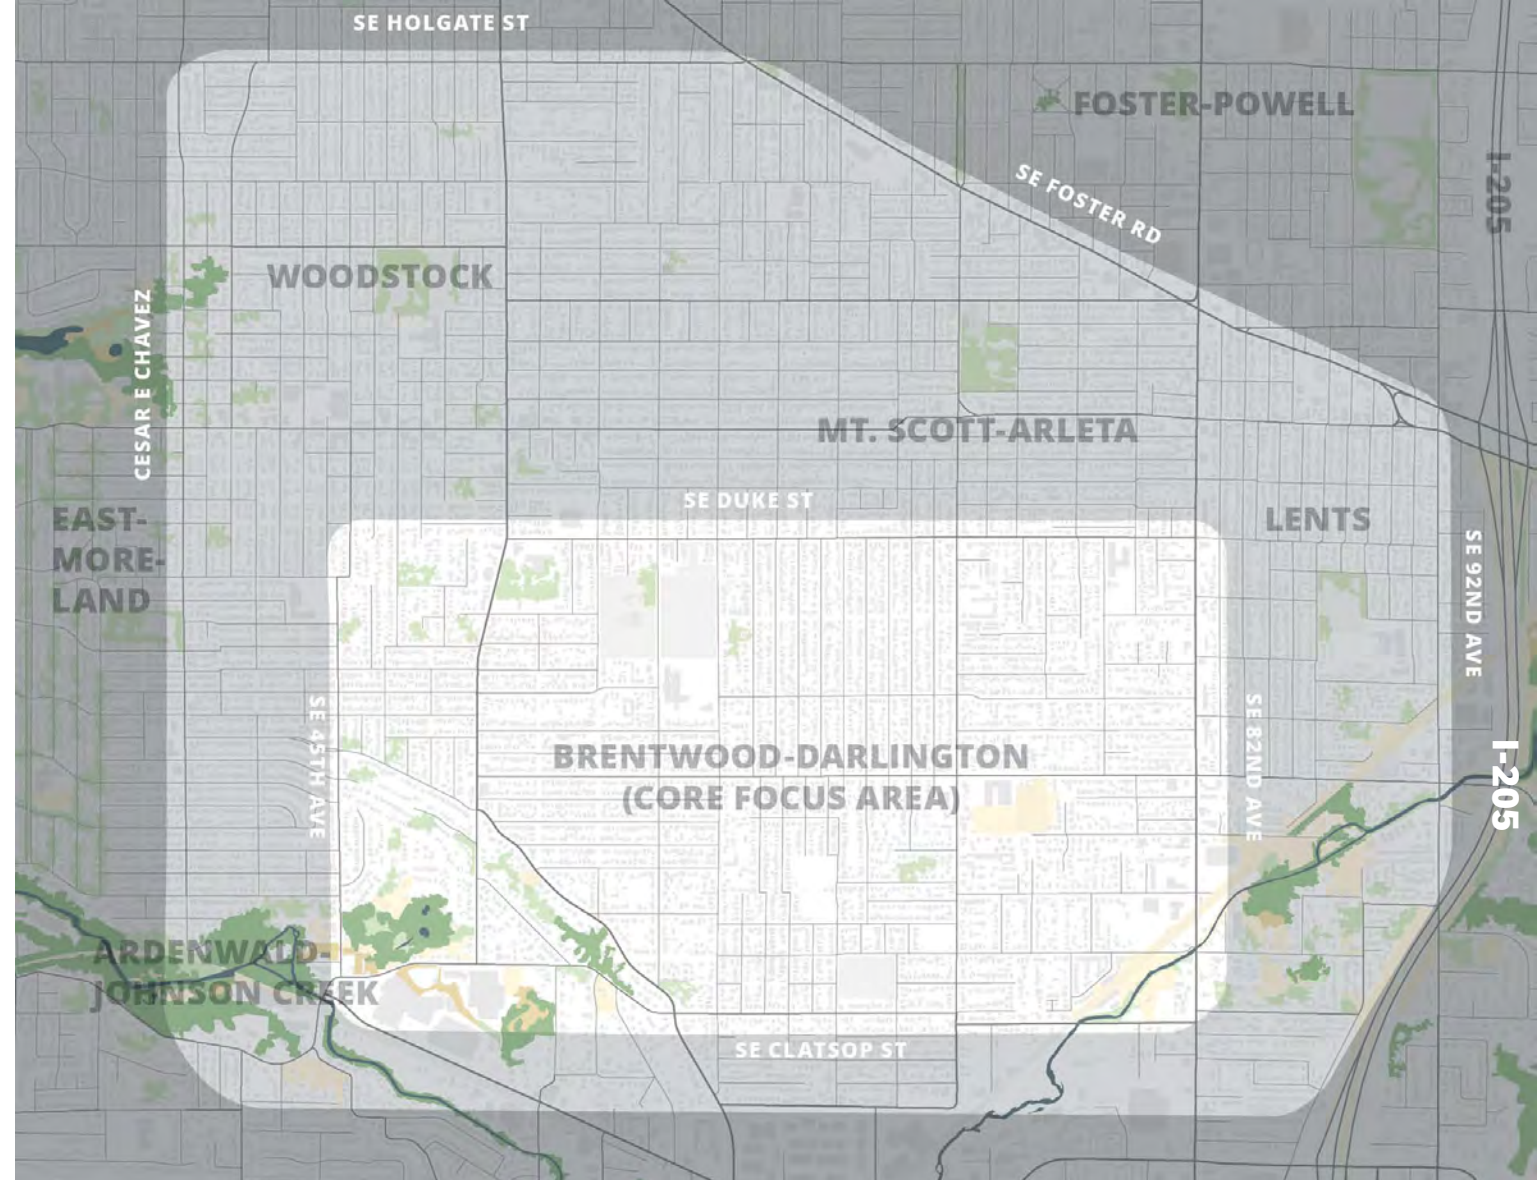 SE HOLGATE ST
FOSTER-POWELL
I-205
SE FOSTER RD
WOODSTOCK
CESAR E CHAVEZ
MT. SCOTT-ARLETA
SE DUKE ST
LENTS
EAST-
MORE-
LAND
SE 92ND AVE
SE 45TH AVE
SE 82ND AVE
BRENTWOOD-DARLINGTON
(CORE FOCUS AREA)
I-205
ARDENWALD-
JOHNSON CREEK
SE CLATSOP ST